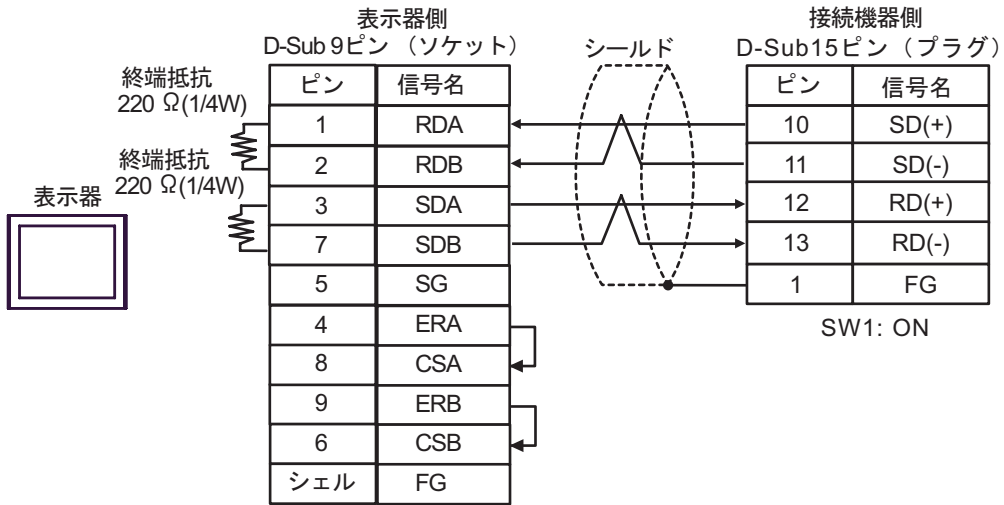 表示器側
D-Sub 9ピン （ソケット）
シールド
接続機器側
D-Sub15ピン（プラグ）
終端抵抗
220 Ω(1/4W)
終端抵抗
220 Ω(1/4W)
表示器
ピン 信号名
1 RDA
2 RDB
3 SDA
7 SDB
5 SG
4 ERA
8 CSA
9 ERB
6 CSB
シェル FG
ピン 信号名
10 SD(+)
11 SD(-)
12 RD(+)
13 RD(-)
1 FG
SW1: ON